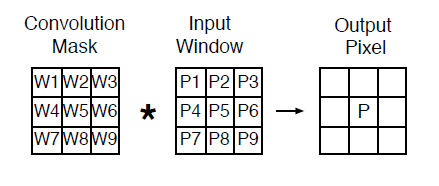 Convolution Mask
Input Window
Output Pixel
W1 W2 W3
W4 W5 W6
W7 W8 W9
*
P1 P2 P3
P4 P5 P6
P7 P8 P9
P